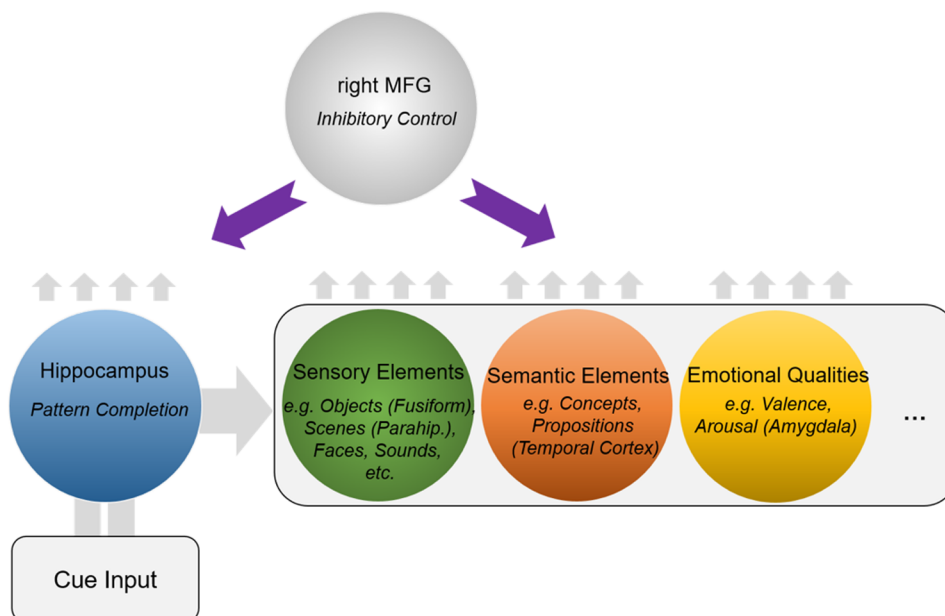 right MFG
Inhibitory Control
Hippocampus
Pattern Completion
Sensory Elements
e.g. Objects (Fusiform),
Scenes (Parahip.),
Faces, Sounds,
etc.
Semantic Elements
e.g. Concepts,
Propositions
(Temporal Cortex)
Emotional Qualities
e.g. Valence,
Arousal (Amygdala)
...
Cue Input